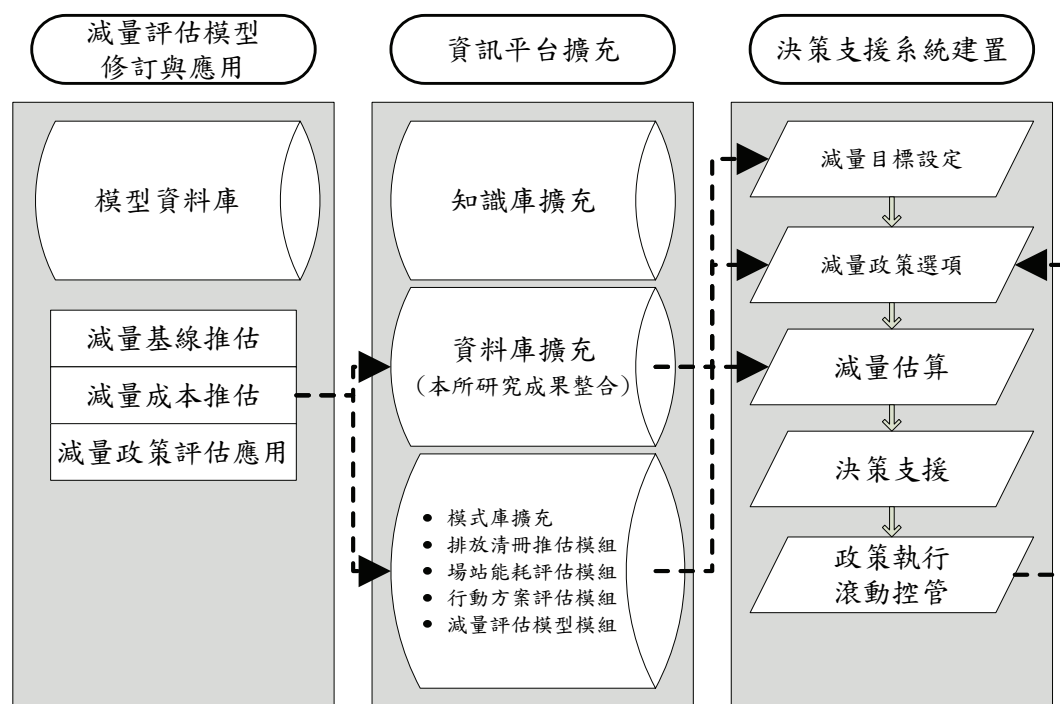 減量評估模型
修訂與應用
資訊平台擴充
決策支援系統建置
模型資料庫
減量基線推估
減量成本推估
減量政策評估應用
知識庫擴充
資料庫擴充
（本所研究成果整合）
• 模式庫擴充
• 排放清冊推估模組
• 場站能耗評估模組
• 行動方案評估模組
• 減量評估模型模組
減量目標設定
減量政策選項
減量估算
決策支援
政策執行
滾動控管